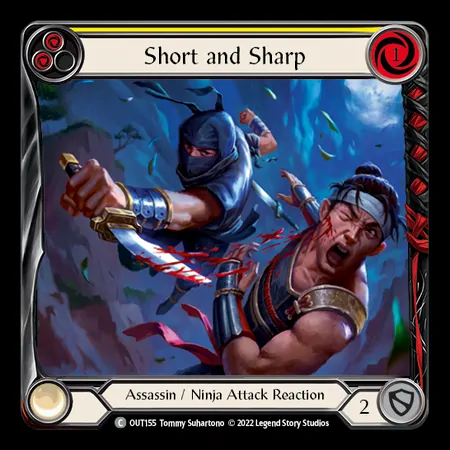 Short and Sharp
1
Assassin / Ninja Attack Reaction
2
C OUT155 Tommy Suhartono © 2022 Legend Story Studios